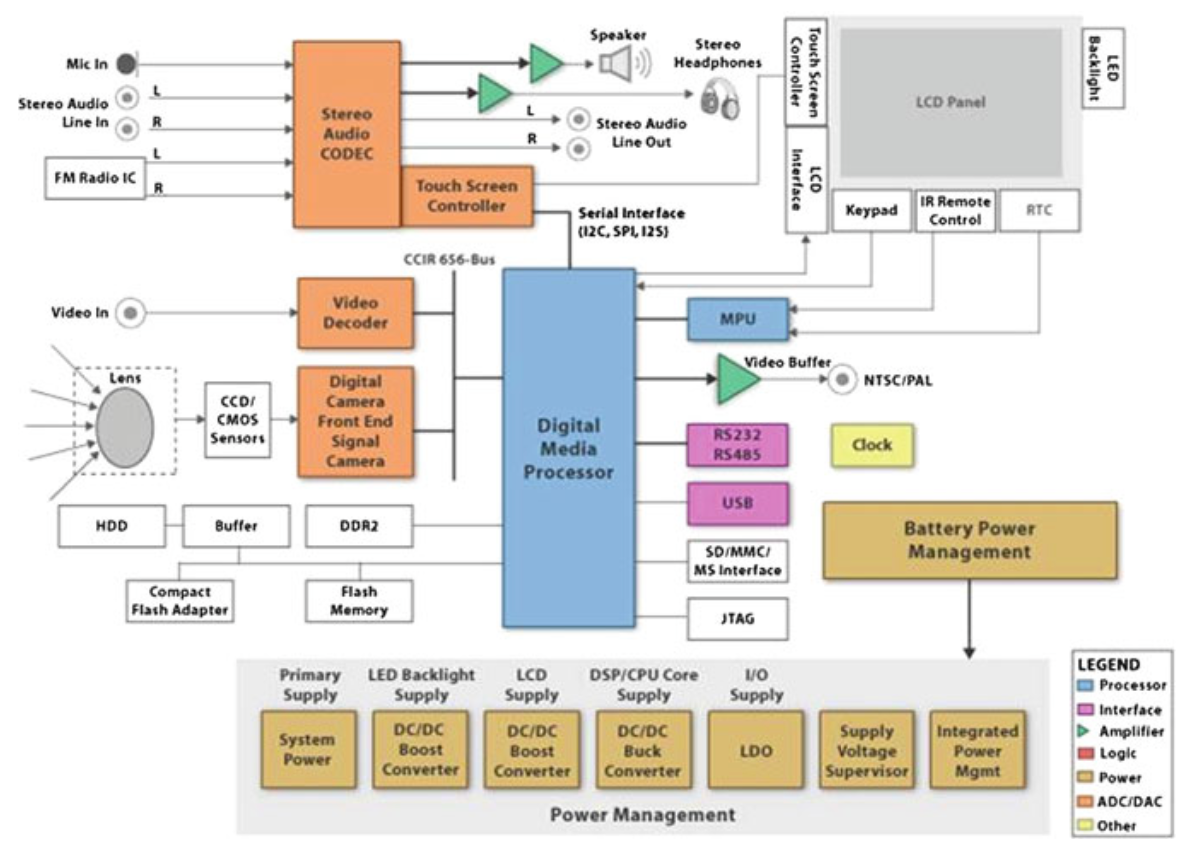 Mic In
Stereo Audio
Line In
L
R
FM Radio IC
L
R
Stereo
Audio
CODEC
Touch Screen
Controller
Speaker
Stereo
Headphones
L
R
Stereo Audio
Line Out
Serial Interface
(I2C, SPI, I2S)
Touch Screen
Controller
LCD
Interface
LCD Panel
LED
Backlight
Keypad
IR Remote
Control
RTC
CCIR 656-Bus
Video In
Video
Decoder
Lens
CCD/
CMOS
Sensors
Digital
Camera
Front End
Signal
Camera
Digital
Media
Processor
MPU
Video Buffer
NTSC/PAL
RS232
RS485
Clock
USB
SD/MMC/
MS Interface
JTAG
HDD
Buffer
DDR2
Compact
Flash Adapter
Flash
Memory
Battery Power
Management
Primary
Supply
LED Backlight
Supply
LCD
Supply
DSP/CPU Core
Supply
I/O
Supply
System
Power
DC/DC
Boost
Converter
DC/DC
Boost
Converter
DC/DC
Buck
Converter
LDO
Supply
Voltage
Supervisor
Integrated
Power
Mgmt
Power Management
LEGEND
Processor
Interface
Amplifier
Logic
Power
ADC/DAC
Other